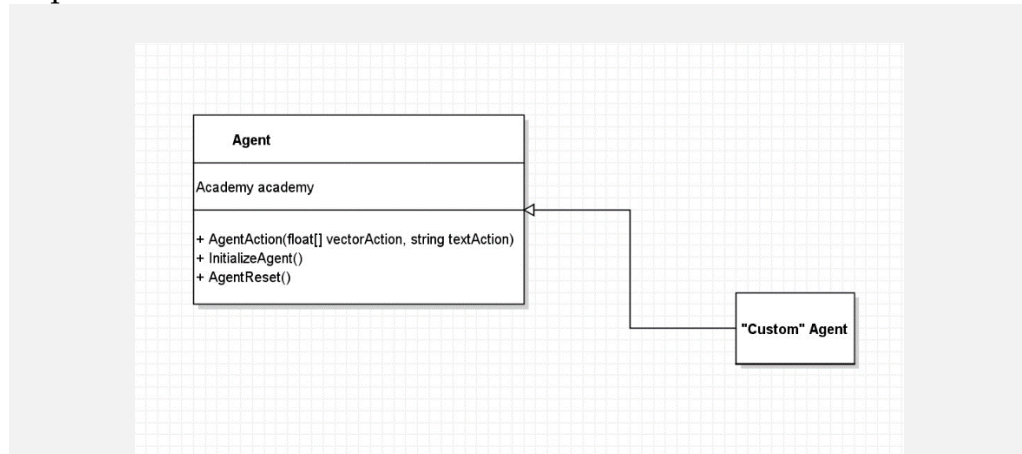 Agent
Academy academy
+ AgentAction(float[] vectorAction, string textAction)
+ InitializeAgent()
+ AgentReset()
"Custom" Agent